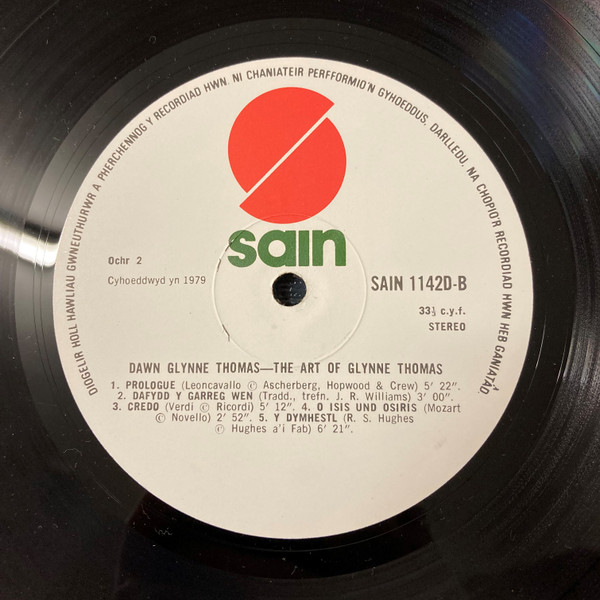 DIOGELIR HOLL HAWLIAU GWNEUTHURWR A PHERCHENNOG Y RECORDIAD HWN. NI CHANIATEIR PERFFORMIO'N GYHOEDDUS, DARLLEDU, NA CHOPIO'R RECORDIAD HWN HEB GANIATÂD
sain
Ochr 2
Cyhoeddwyd yn 1979
SAIN 1142D-B
33⅓ c.y.f.
STEREO
DAWN GLYNNE THOMAS—THE ART OF GLYNNE THOMAS
1. PROLOGUE (Leoncavallo © Ascherberg, Hopwood & Crew) 5' 22".
2. DAFYDD Y GARREG WEN (Tradd., trefn. J. R. Williams) 3' 00".
3. CREDO (Verdi © Ricordi) 5' 12". 4. O ISIS UND OSIRIS (Mozart
© Novello) 2' 52". 5. Y DYMHESTL (R. S. Hughes
© Hughes a'i Fab) 6' 21".